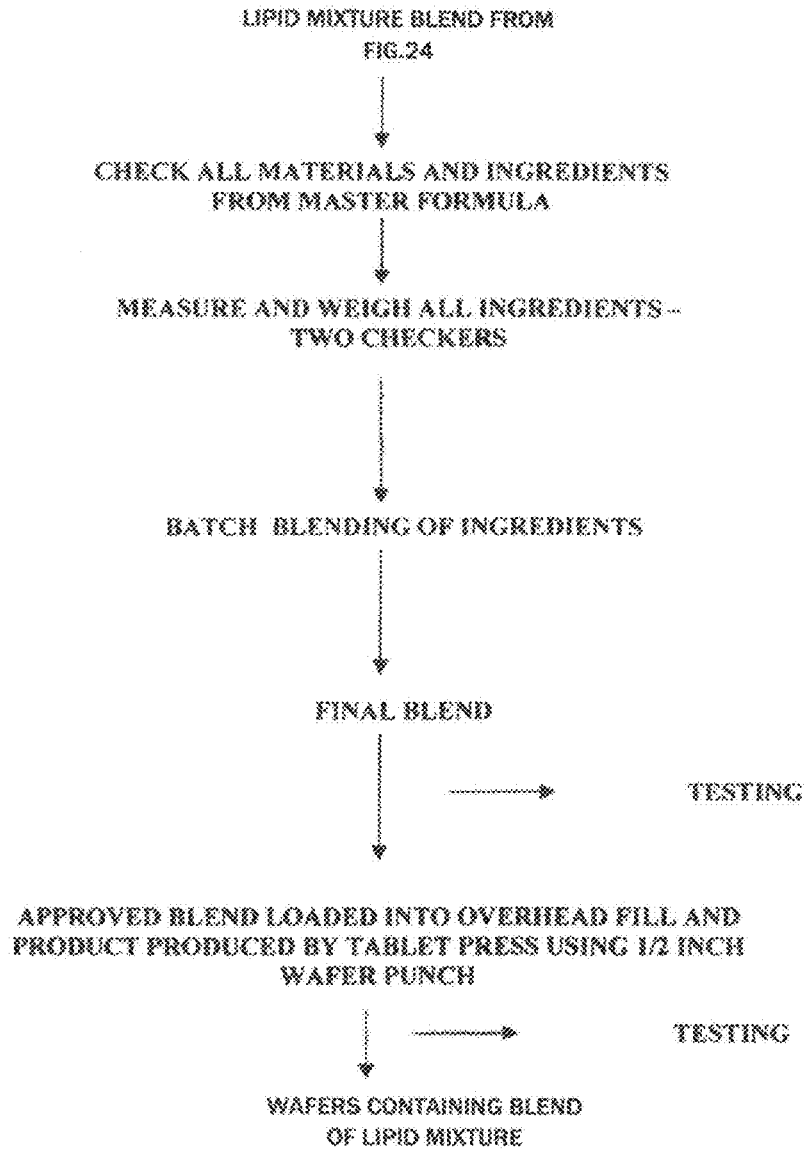 LIPID MIXTURE BLEND FROM
FIG.24
CHECK ALL MATERIALS AND INGREDIENTS
FROM MASTER FORMULA
MEASURE AND WEIGH ALL INGREDIENTS –
TWO CHECKERS
BATCH BLENDING OF INGREDIENTS
FINAL BLEND
TESTING
APPROVED BLEND LOADED INTO OVERHEAD FILL AND
PRODUCT PRODUCED BY TABLET PRESS USING 1/2 INCH
WAFER PUNCH
TESTING
WAFERS CONTAINING BLEND
OF LIPID MIXTURE